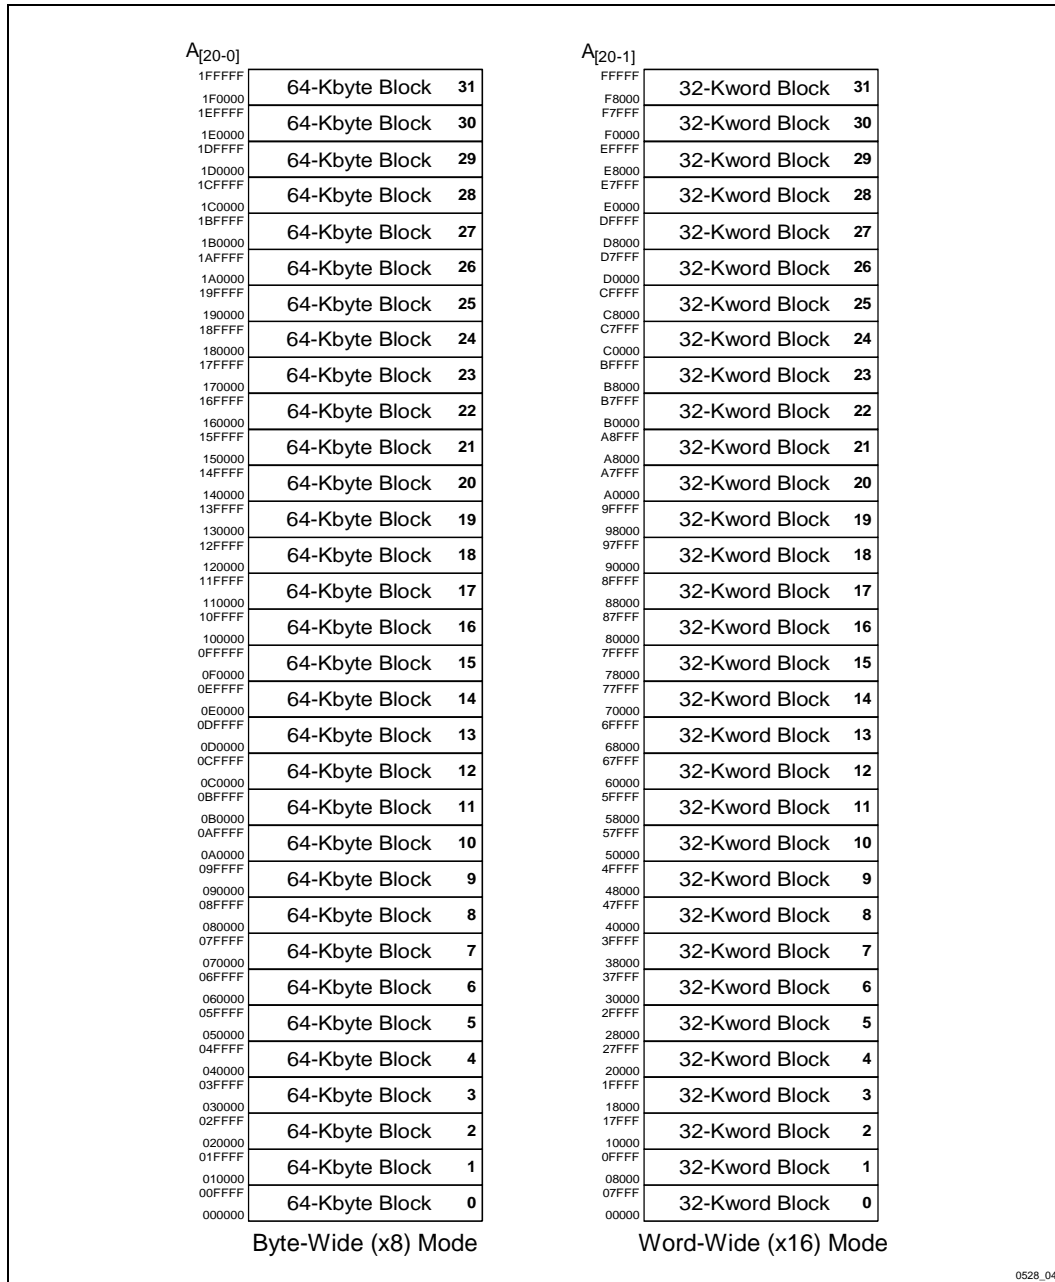 A[20-0]
1FFFFF
64-Kbyte Block 31
1F0000
1EFFFF
64-Kbyte Block 30
1E0000
1DFFFF
64-Kbyte Block 29
1D0000
1CFFFF
64-Kbyte Block 28
1C0000
1BFFFF
64-Kbyte Block 27
1B0000
1AFFFF
64-Kbyte Block 26
1A0000
19FFFF
64-Kbyte Block 25
190000
18FFFF
64-Kbyte Block 24
180000
17FFFF
64-Kbyte Block 23
170000
16FFFF
64-Kbyte Block 22
160000
15FFFF
64-Kbyte Block 21
150000
14FFFF
64-Kbyte Block 20
140000
13FFFF
64-Kbyte Block 19
130000
12FFFF
64-Kbyte Block 18
120000
11FFFF
64-Kbyte Block 17
110000
10FFFF
64-Kbyte Block 16
100000
0FFFFF
64-Kbyte Block 15
0F0000
0EFFFF
64-Kbyte Block 14
0E0000
0DFFFF
64-Kbyte Block 13
0D0000
0CFFFF
64-Kbyte Block 12
0C0000
0BFFFF
64-Kbyte Block 11
0B0000
0AFFFF
64-Kbyte Block 10
0A0000
09FFFF
64-Kbyte Block 9
090000
08FFFF
64-Kbyte Block 8
080000
07FFFF
64-Kbyte Block 7
070000
06FFFF
64-Kbyte Block 6
060000
05FFFF
64-Kbyte Block 5
050000
04FFFF
64-Kbyte Block 4
040000
03FFFF
64-Kbyte Block 3
030000
02FFFF
64-Kbyte Block 2
020000
01FFFF
64-Kbyte Block 1
010000
00FFFF
64-Kbyte Block 0
000000
Byte-Wide (x8) Mode
A[20-1]
FFFFF
32-Kword Block 31
F8000
F7FFF
32-Kword Block 30
F0000
EFFFF
32-Kword Block 29
E8000
E7FFF
32-Kword Block 28
E0000
DFFFF
32-Kword Block 27
D8000
D7FFF
32-Kword Block 26
D0000
CFFFF
32-Kword Block 25
C8000
C7FFF
32-Kword Block 24
C0000
BFFFF
32-Kword Block 23
B8000
B7FFF
32-Kword Block 22
B0000
A8FFF
32-Kword Block 21
A8000
A7FFF
32-Kword Block 20
A0000
9FFFF
32-Kword Block 19
98000
97FFF
32-Kword Block 18
90000
8FFFF
32-Kword Block 17
88000
87FFF
32-Kword Block 16
80000
7FFFF
32-Kword Block 15
78000
77FFF
32-Kword Block 14
70000
6FFFF
32-Kword Block 13
68000
67FFF
32-Kword Block 12
60000
5FFFF
32-Kword Block 11
58000
57FFF
32-Kword Block 10
50000
4FFFF
32-Kword Block 9
48000
47FFF
32-Kword Block 8
40000
3FFFF
32-Kword Block 7
38000
37FFF
32-Kword Block 6
30000
2FFFF
32-Kword Block 5
28000
27FFF
32-Kword Block 4
20000
1FFFF
32-Kword Block 3
18000
17FFF
32-Kword Block 2
10000
0FFFF
32-Kword Block 1
08000
07FFF
32-Kword Block 0
00000
Word-Wide (x16) Mode
0528_04